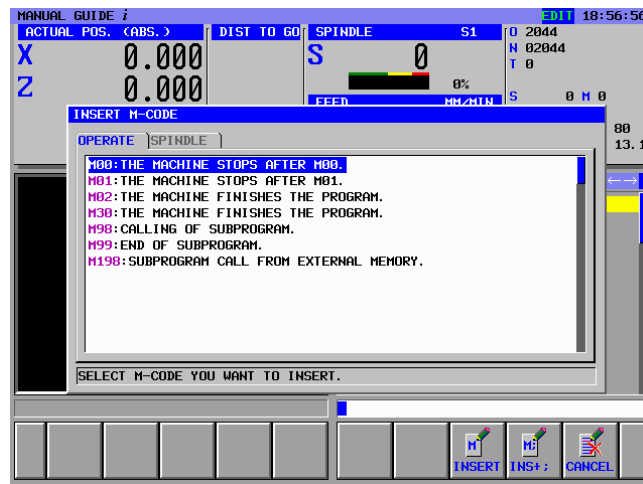 MANUAL GUIDE i EDIT 18:56:56
ACTUAL POS. (ABS.) DIST TO GO SPINDLE S1 O 2044
X 0.000 S 0 N 02044
T 0
Z 0.000 0% S 0 M 0
FEED MM/MIN
INSERT M-CODE
80
OPERATE SPINDLE 13.1
M00:THE MACHINE STOPS AFTER M00.
M01:THE MACHINE STOPS AFTER M01.
M02:THE MACHINE FINISHES THE PROGRAM.
M30:THE MACHINE FINISHES THE PROGRAM.
M98:CALLING OF SUBPROGRAM.
M99:END OF SUBPROGRAM.
M198:SUBPROGRAM CALL FROM EXTERNAL MEMORY.
SELECT M-CODE YOU WANT TO INSERT.
M M;
INSERT INS+; CANCEL